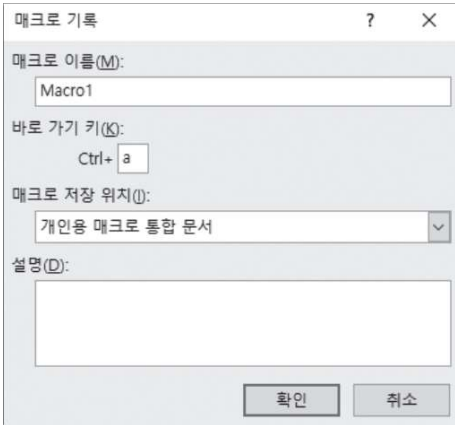 매크로 기록 ? ×
매크로 이름(M):
Macro1
바로 가기 키(K):
Ctrl+ a
매크로 저장 위치(I):
개인용 매크로 통합 문서
설명(D):
확인 취소